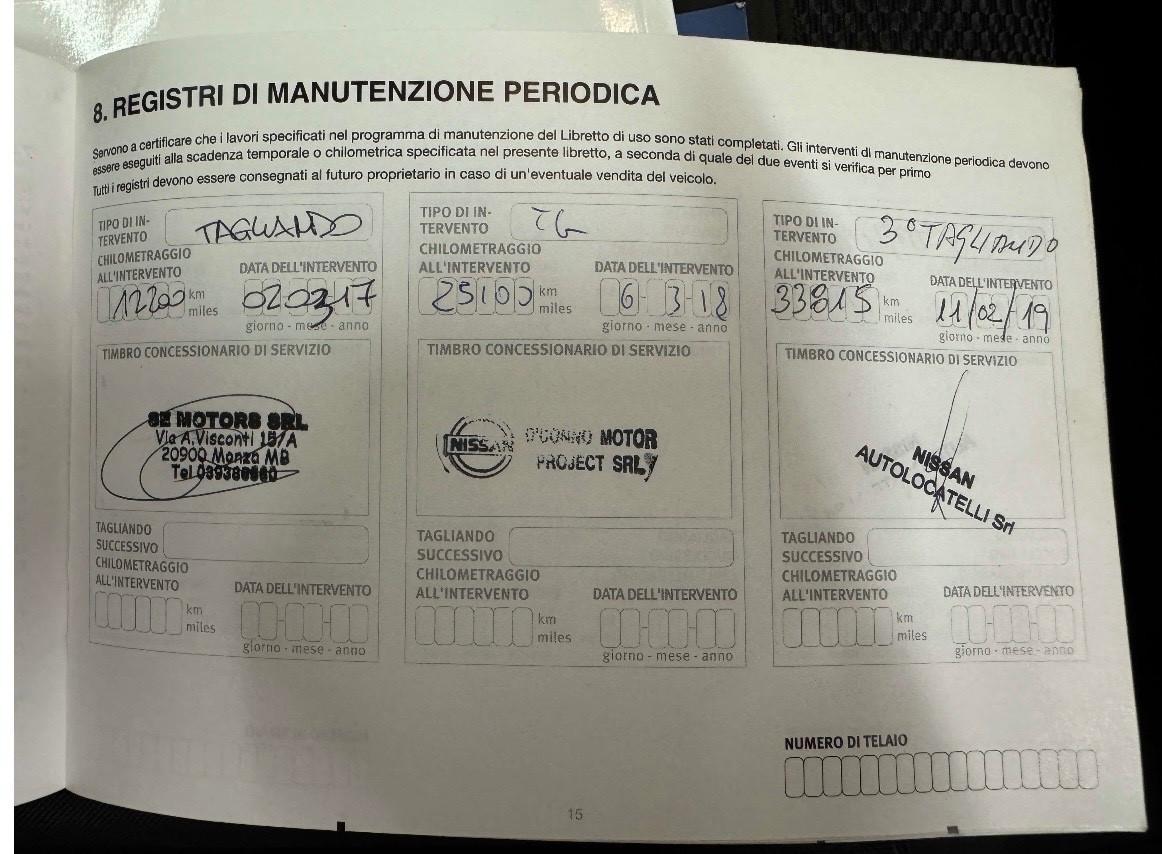 8. REGISTRI DI MANUTENZIONE PERIODICA
Servono a certificare che i lavori specificati nel programma di manutenzione del Libretto di uso sono stati completati. Gli interventi di manutenzione periodica devono
essere eseguiti alla scadenza temporale o chilometrica specificata nel presente libretto, a seconda di quale dei due eventi si verifica per primo
Tutti i registri devono essere consegnati al futuro proprietario in caso di un'eventuale vendita del veicolo.
TIPO DI IN-
TERVENTO
TAGLIANDO
CHILOMETRAGGIO
ALL'INTERVENTO
DATA DELL'INTERVENTO
12200 km
miles
020317
giorno - mese - anno
TIMBRO CONCESSIONARIO DI SERVIZIO
SE MOTORS SRL
Via A.Visconti 15/A
20900 Monza MB
Tel
TAGLIANDO
SUCCESSIVO
CHILOMETRAGGIO
ALL'INTERVENTO
DATA DELL'INTERVENTO
km
miles
giorno - mese - anno
TIPO DI IN-
TERVENTO
TG
CHILOMETRAGGIO
ALL'INTERVENTO
DATA DELL'INTERVENTO
25100 km
miles
6 - 3 - 18
giorno - mese - anno
TIMBRO CONCESSIONARIO DI SERVIZIO
NISSAN
MOTOR
PROJECT SRL
TAGLIANDO
SUCCESSIVO
CHILOMETRAGGIO
ALL'INTERVENTO
DATA DELL'INTERVENTO
km
miles
giorno - mese - anno
TIPO DI IN-
TERVENTO
3° TAGLIANDO
CHILOMETRAGGIO
ALL'INTERVENTO
DATA DELL'INTERVENTO
33815 km
miles
11/02/19
giorno - mese - anno
TIMBRO CONCESSIONARIO DI SERVIZIO
NISSAN
AUTOLOCATELLI Srl
TAGLIANDO
SUCCESSIVO
CHILOMETRAGGIO
ALL'INTERVENTO
DATA DELL'INTERVENTO
km
miles
giorno - mese - anno
NUMERO DI TELAIO
15